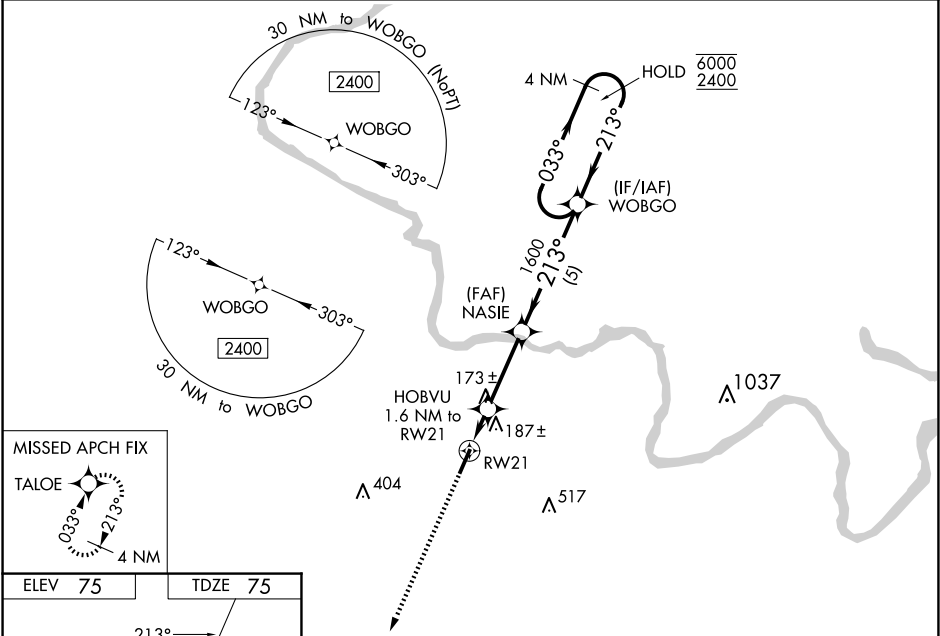 30 NM to WOBGO (NoPT)
2400
123°
WOBGO
303°
4 NM
HOLD
6000
2400
033°
213°
(IF/IAF)
WOBGO
1600
213°
(5)
(FAF)
NASIE
123°
WOBGO
303°
2400
30 NM to WOBGO
173 ±
HOBVU
1.6 NM to
RW21
187 ±
RW21
1037
404
517
MISSED APCH FIX
TALOE
033°
213°
4 NM
ELEV 75
TDZE 75
213°